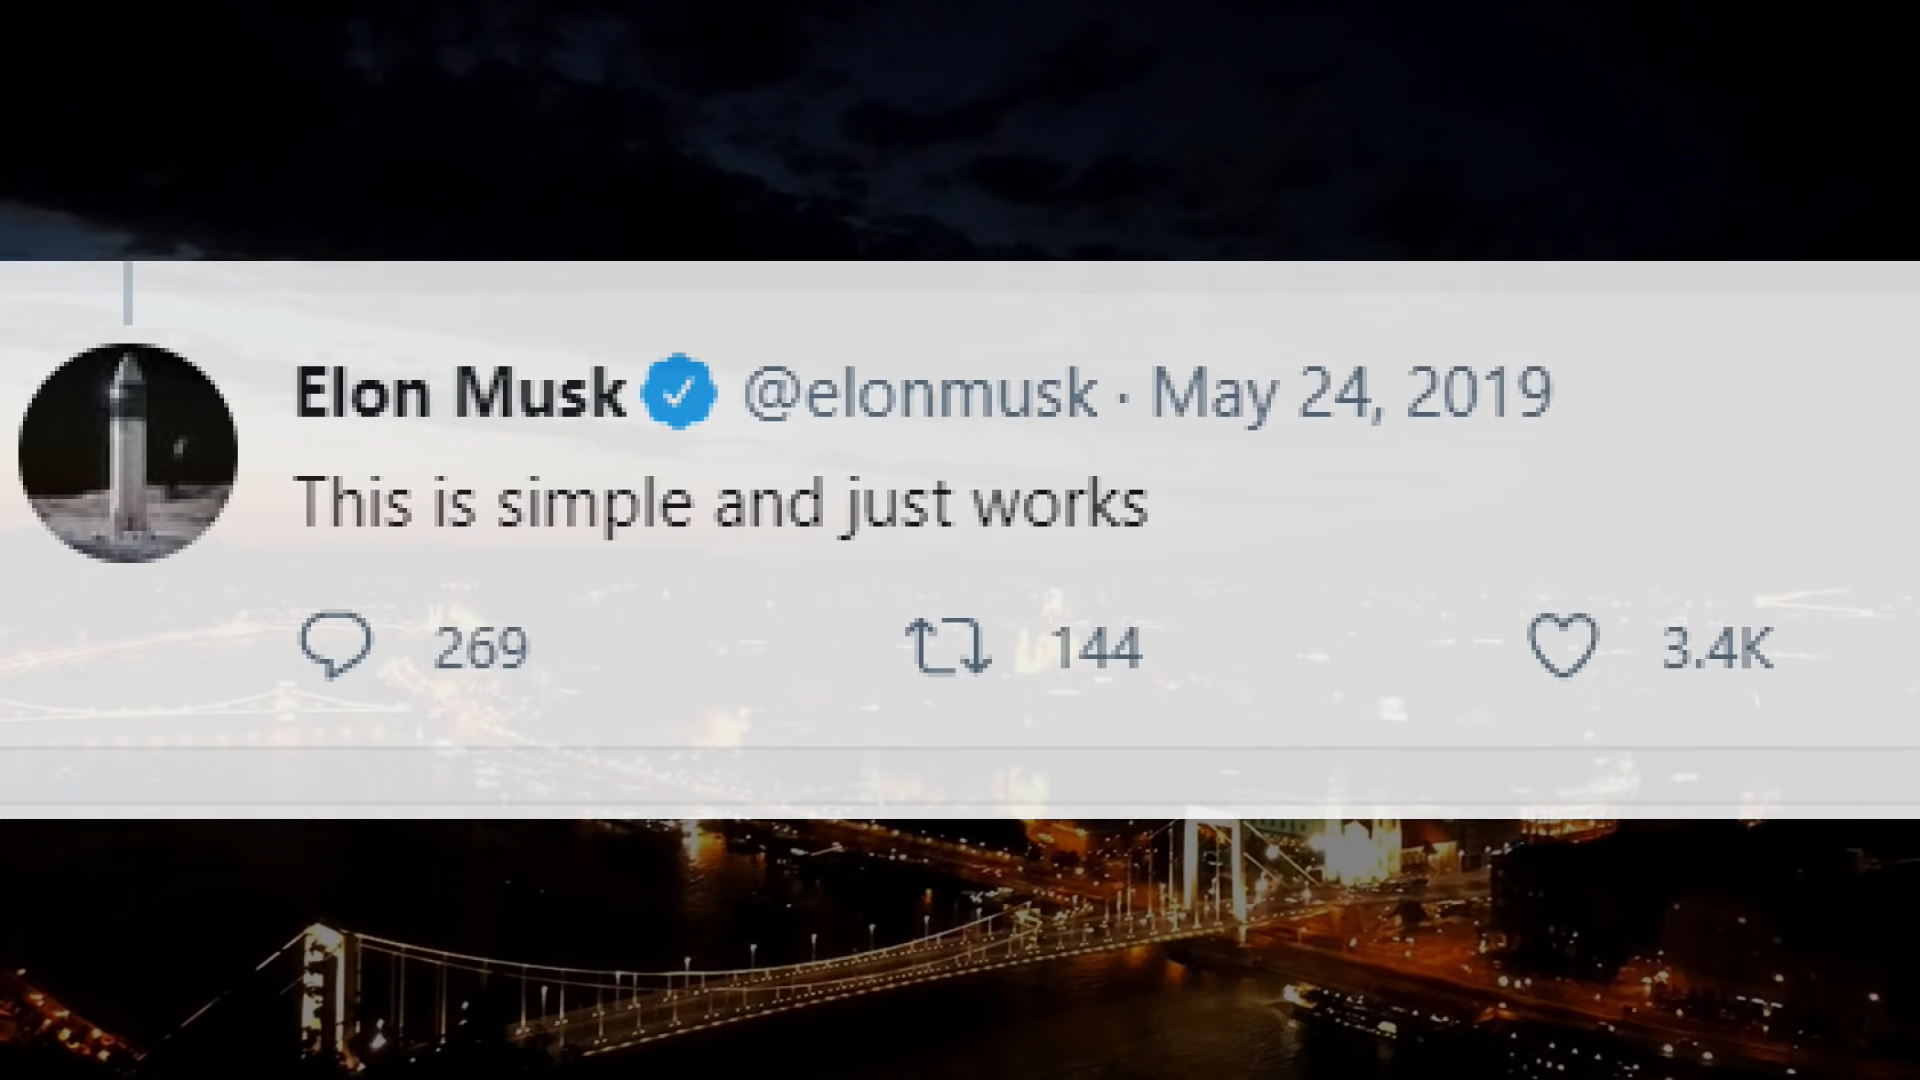 Elon Musk @elonmusk · May 24, 2019
This is simple and just works
269 144 3.4K